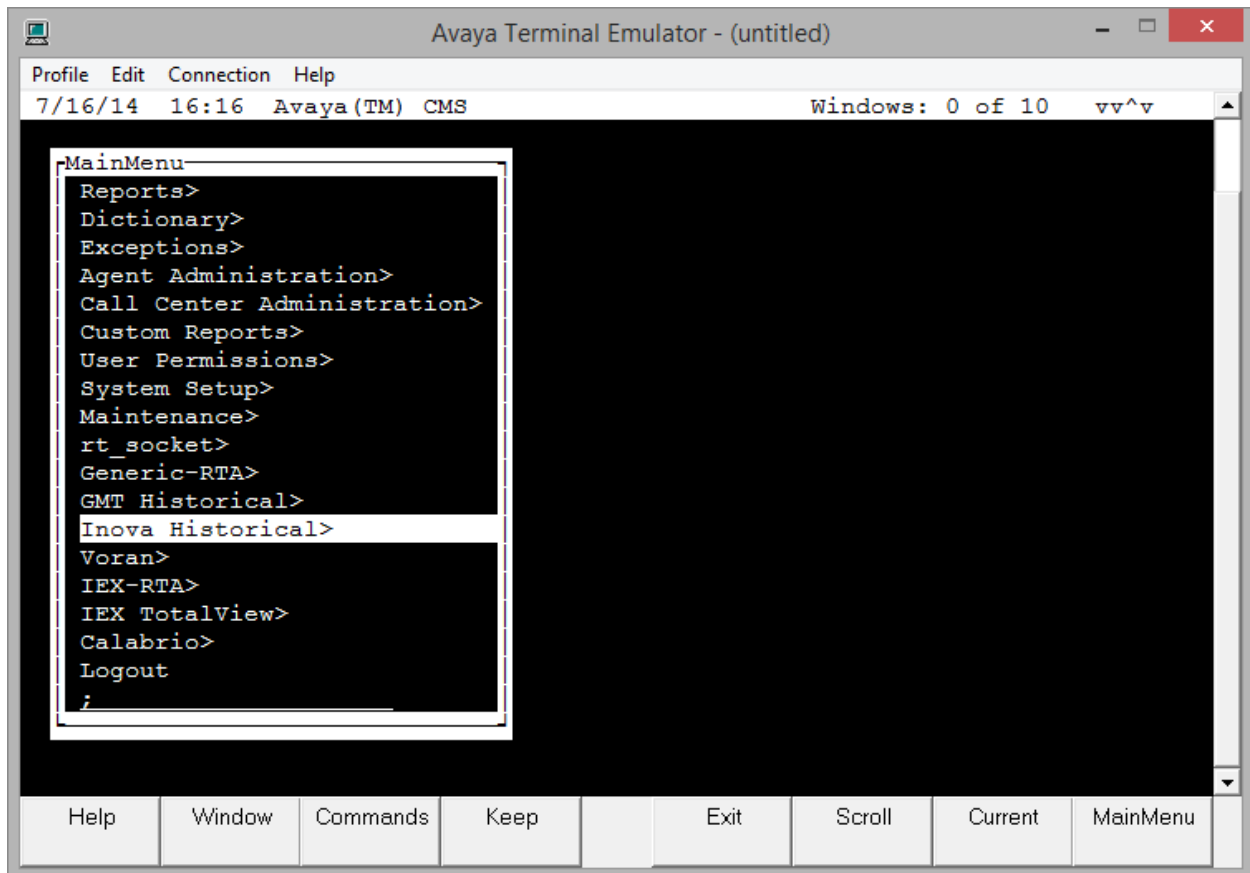 Avaya Terminal Emulator - (untitled)
Profile Edit Connection Help
7/16/14 16:16 Avaya(TM) CMS Windows: 0 of 10 vv^v
MainMenu
Reports>
Dictionary>
Exceptions>
Agent Administration>
Call Center Administration>
Custom Reports>
User Permissions>
System Setup>
Maintenance>
rt_socket>
Generic-RTA>
GMT Historical>
Inova Historical>
Voran>
IEX-RTA>
IEX TotalView>
Calabrio>
Logout
;
Help Window Commands Keep Exit Scroll Current MainMenu